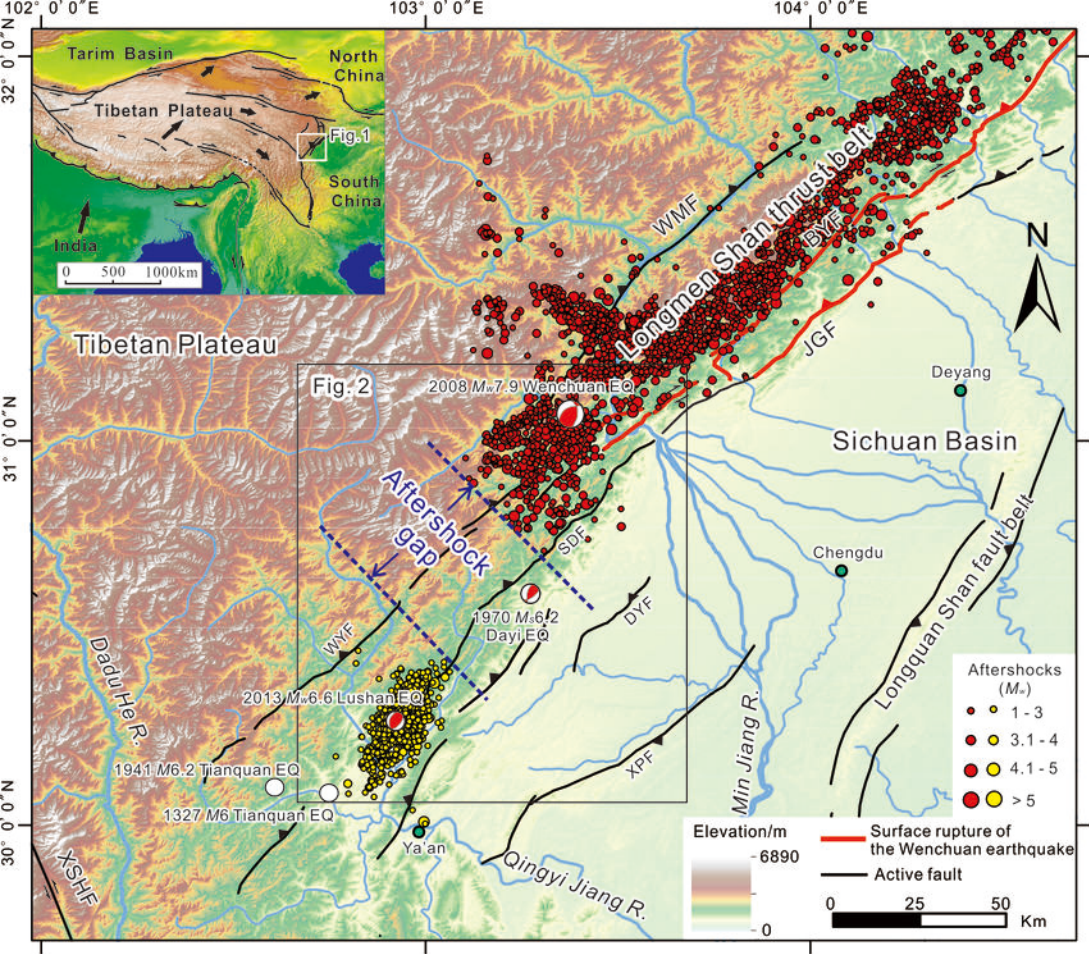 102° 0′ 0″E
103° 0′ 0″E
104° 0′ 0″E
32° 0′ 0″N
31° 0′ 0″N
30° 0′ 0″N
Tarim Basin
North
China
Tibetan Plateau
Fig.1
South
China
India
0 500 1000km
WMF
Longmen Shan thrust belt
BYF
JGF
N
Tibetan Plateau
Fig. 2
2008 Mw7.9 Wenchuan EQ
Deyang
Sichuan Basin
Aftershock
gap
SDF
Chengdu
1970 Ms6.2
Dayi EQ
DYF
WYF
Longquan Shan fault belt
Dadu He R.
2013 Mw6.6 Lushan EQ
1941 M6.2 Tianquan EQ
1327 M6 Tianquan EQ
XPF
Min Jiang R.
Ya'an
Qingyi Jiang R.
XSHF
Aftershocks
(Mw)
1 - 3
3.1 - 4
4.1 - 5
> 5
Elevation/m
6890
0
Surface rupture of
the Wenchuan earthquake
Active fault
0 25 50
Km